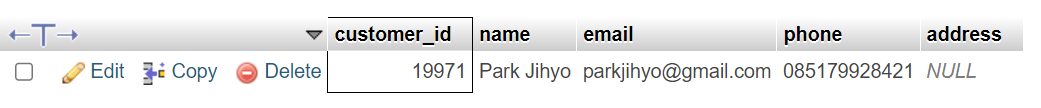 customer_id name email phone address
Edit Copy Delete 19971 Park Jihyo parkjihyo@gmail.com 085179928421 NULL